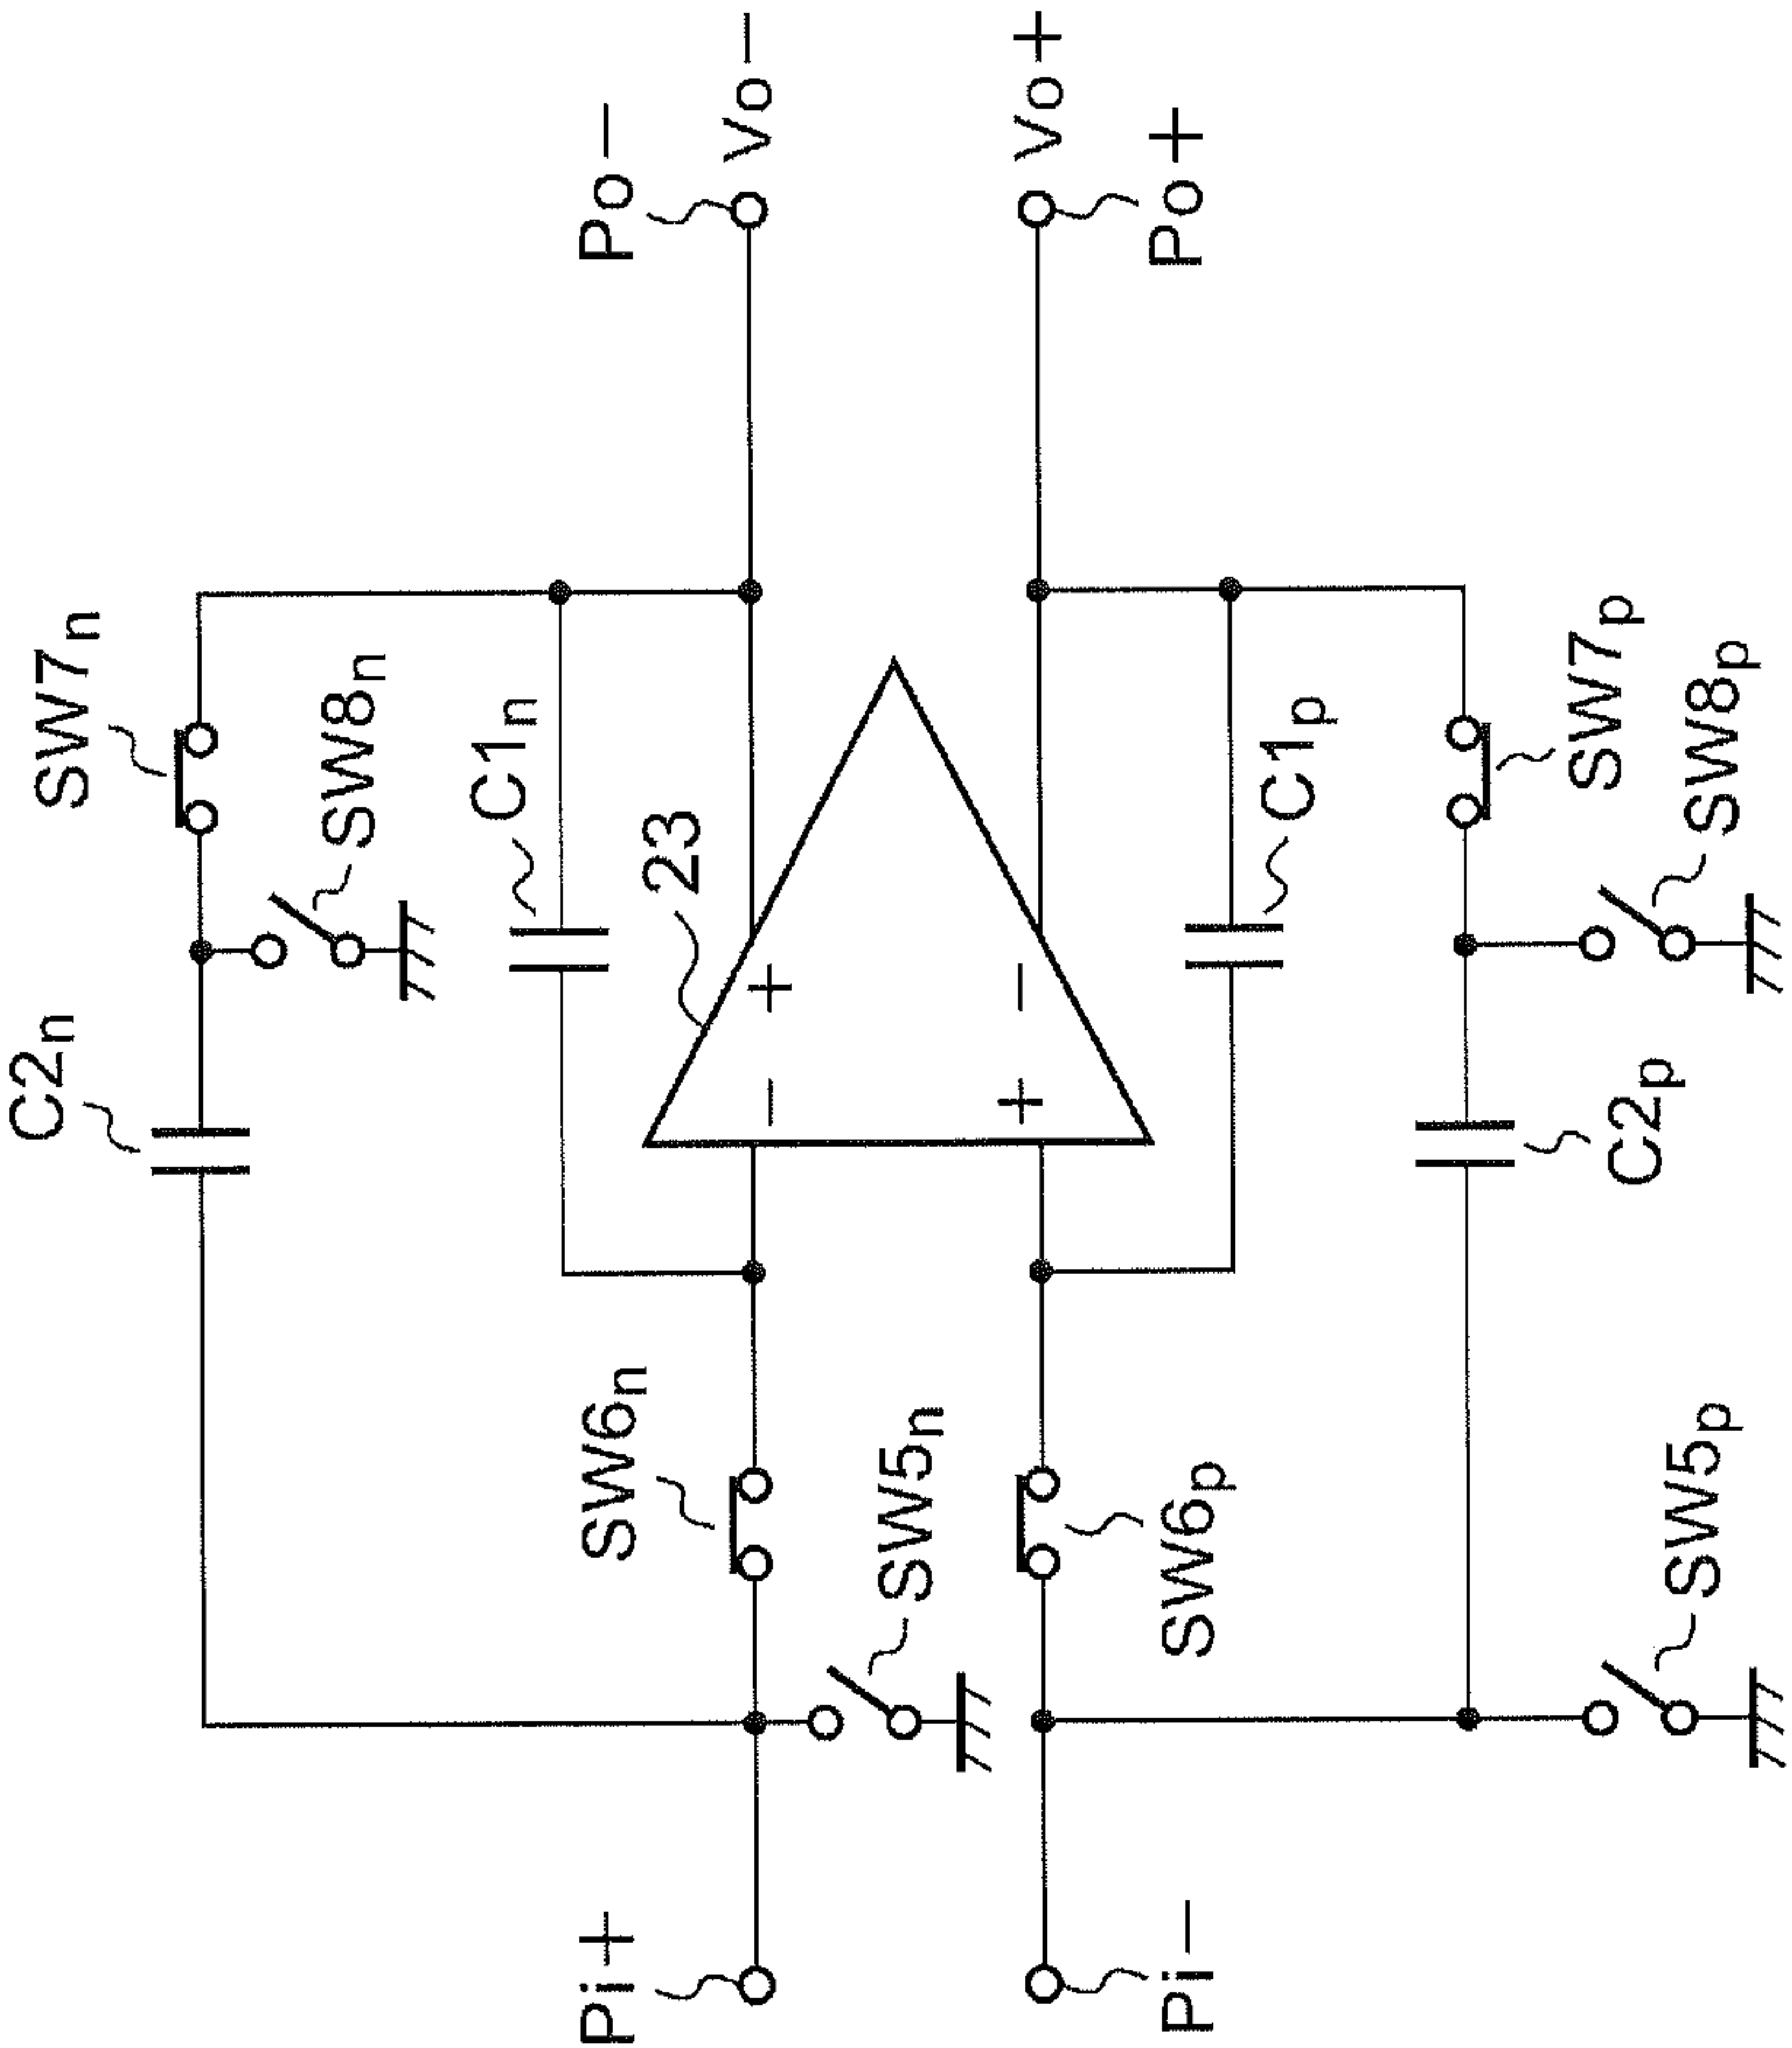 C2n
SW7n
SW8n
C1n
23
SW6n
Pi+
Po−
Vo−
−
+
+
−
SW5n
Vo+
Po+
Pi−
SW6p
C1p
C2p
SW7p
SW8p
SW5p